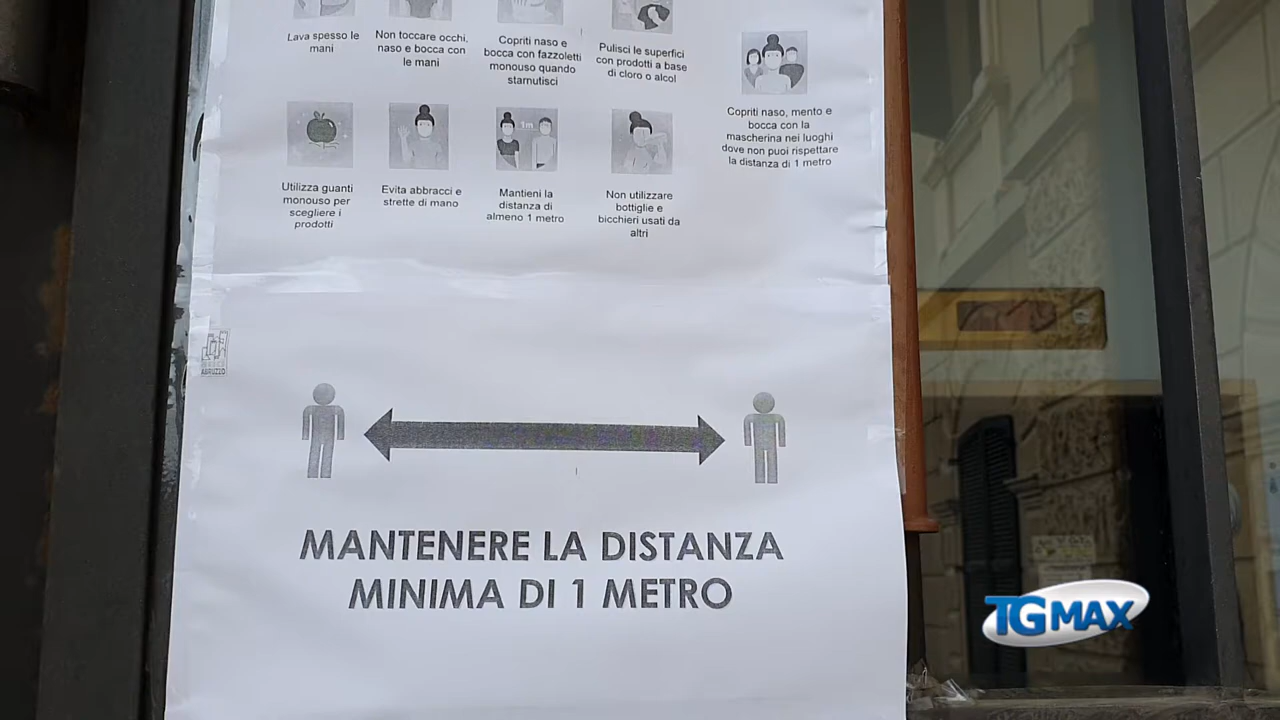 Lava spesso le
mani
Non toccare occhi,
naso e bocca con
le mani
Copriti naso e
bocca con fazzoletti
monouso quando
starnutisci
Pulisci le superfici
con prodotti a base
di cloro o alcol
Copriti naso, mento e
bocca con la
mascherina nei luoghi
dove non puoi rispettare
la distanza di 1 metro
1m
Utilizza guanti
monouso per
scegliere i
prodotti
Evita abbracci e
strette di mano
Mantieni la
distanza di
almeno 1 metro
Non utilizzare
bottiglie e
bicchieri usati da
altri
ABRUZZO
MANTENERE LA DISTANZA
MINIMA DI 1 METRO
TGMAX